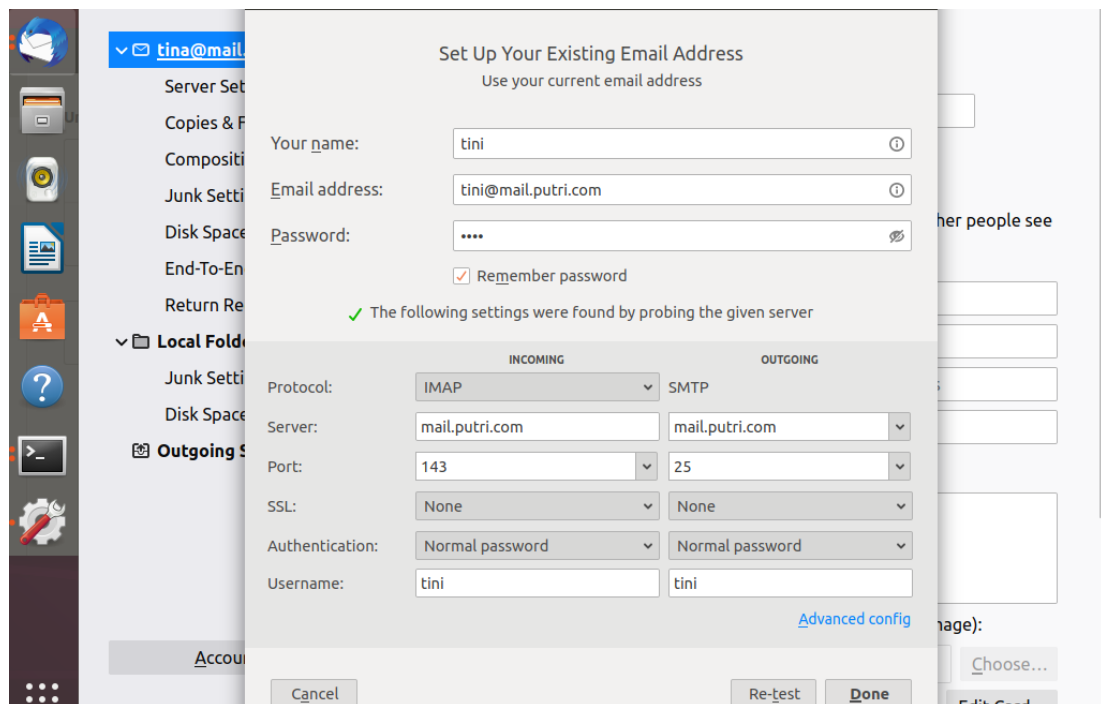 Set Up Your Existing Email Address
Use your current email address
Your name:
tini
Email address:
tini@mail.putri.com
Password:
••••
Remember password
The following settings were found by probing the given server
INCOMING OUTGOING
Protocol: IMAP SMTP
Server: mail.putri.com mail.putri.com
Port: 143 25
SSL: None None
Authentication: Normal password Normal password
Username: tini tini
Advanced config
Cancel Re-test Done
tina@mail.
Server Set
Copies & F
Compositi
Junk Setti
Disk Space
End-To-En
Return Re
Local Fold
Junk Setti
Disk Space
Outgoing S
Accou
her people see
nage):
Choose...